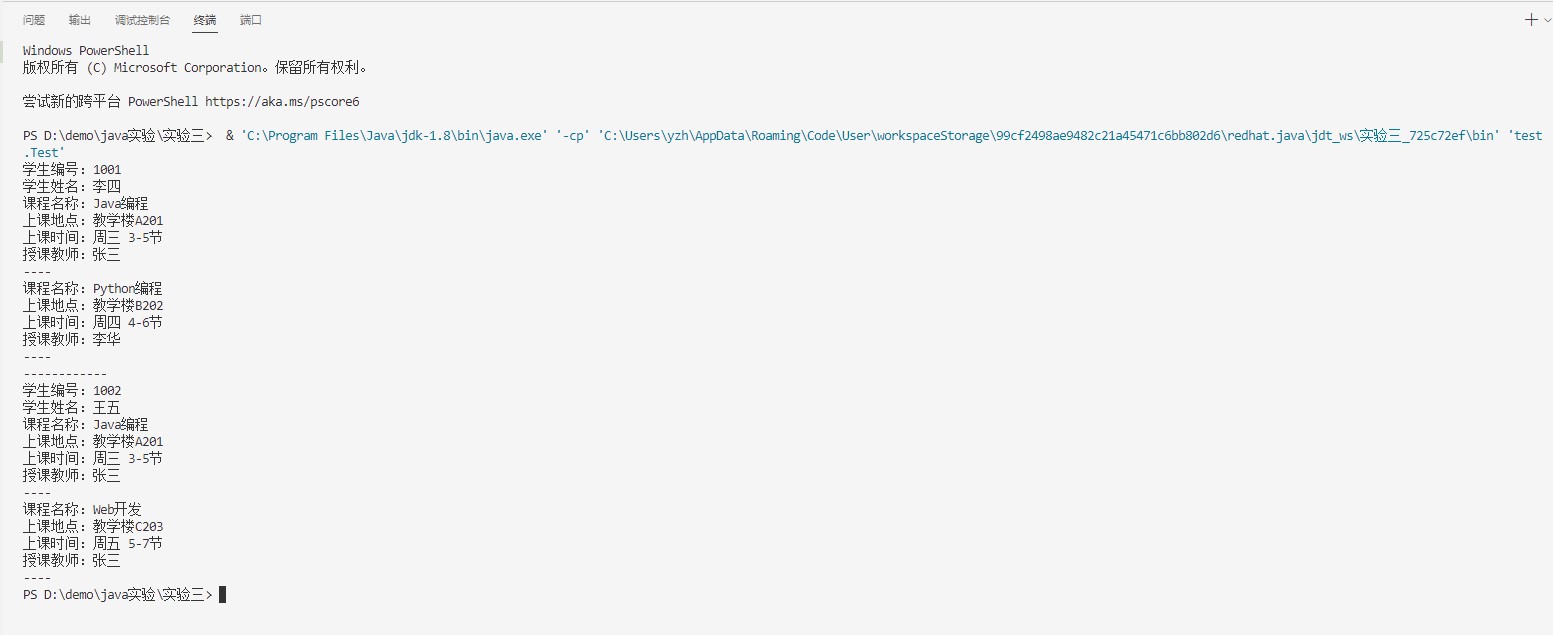 问题 输出 调试控制台 终端 端口
Windows PowerShell
版权所有 (C) Microsoft Corporation。保留所有权利。
尝试新的跨平台 PowerShell https://aka.ms/pscore6
PS D:\demo\java实验\实验三>  & 'C:\Program Files\Java\jdk-1.8\bin\java.exe' '-cp' 'C:\Users\yzh\AppData\Roaming\Code\User\workspaceStorage\99cf2498ae9482c21a45471c6bb802d6\redhat.java\jdt_ws\实验三_725c72ef\bin' 'test
.Test'
学生编号：1001
学生姓名：李四
课程名称：Java编程
上课地点：教学楼A201
上课时间：周三 3-5节
授课教师：张三
----
课程名称：Python编程
上课地点：教学楼B202
上课时间：周四 4-6节
授课教师：李华
----
------------
学生编号：1002
学生姓名：王五
课程名称：Java编程
上课地点：教学楼A201
上课时间：周三 3-5节
授课教师：张三
----
课程名称：Web开发
上课地点：教学楼C203
上课时间：周五 5-7节
授课教师：张三
----
PS D:\demo\java实验\实验三>